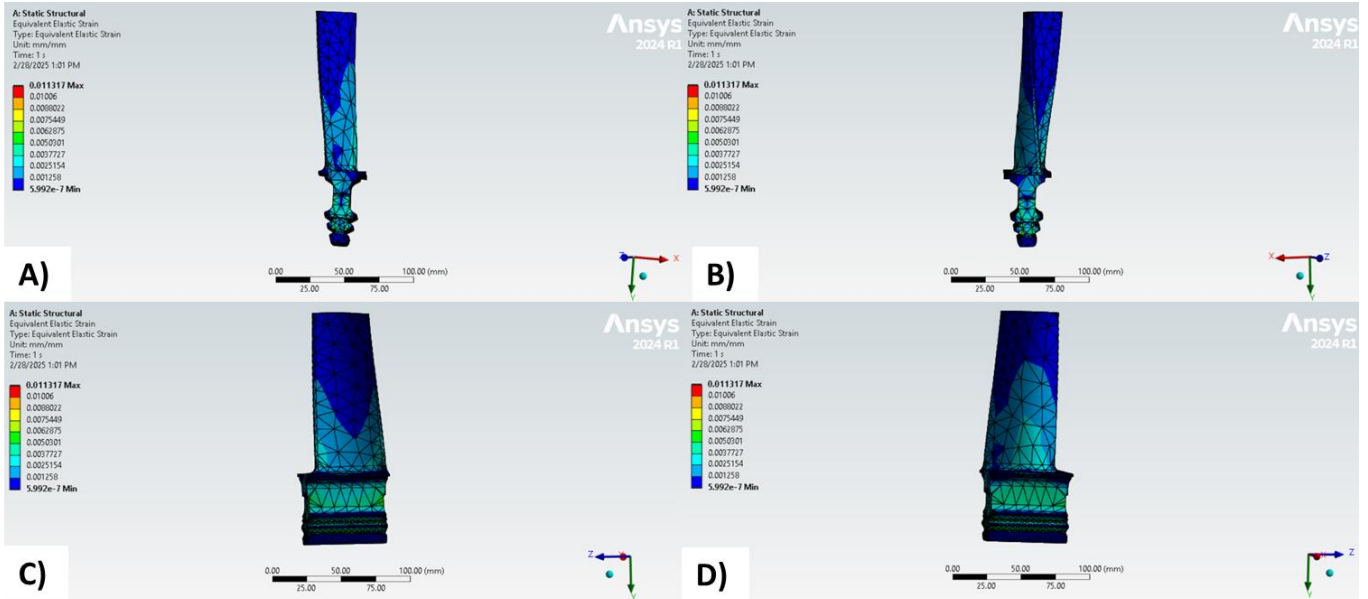 A: Static Structural
Equivalent Elastic Strain
Type: Equivalent Elastic Strain
Unit: mm/mm
Time: 1 s
2/28/2025 1:01 PM
0.011317 Max
0.01006
0.0088022
0.0075449
0.0062875
0.0050301
0.0037727
0.0025154
0.001258
5.992e-7 Min
Ansys
2024 R1
0.00 50.00 100.00 (mm)
25.00 75.00
Z X
Y
A)
A: Static Structural
Equivalent Elastic Strain
Type: Equivalent Elastic Strain
Unit: mm/mm
Time: 1 s
2/28/2025 1:01 PM
0.011317 Max
0.01006
0.0088022
0.0075449
0.0062875
0.0050301
0.0037727
0.0025154
0.001258
5.992e-7 Min
Ansys
2024 R1
0.00 50.00 100.00 (mm)
25.00 75.00
X Z
Y
B)
A: Static Structural
Equivalent Elastic Strain
Type: Equivalent Elastic Strain
Unit: mm/mm
Time: 1 s
2/28/2025 1:01 PM
0.011317 Max
0.01006
0.0088022
0.0075449
0.0062875
0.0050301
0.0037727
0.0025154
0.001258
5.992e-7 Min
Ansys
2024 R1
0.00 50.00 100.00 (mm)
25.00 75.00
Z
Y
C)
A: Static Structural
Equivalent Elastic Strain
Type: Equivalent Elastic Strain
Unit: mm/mm
Time: 1 s
2/28/2025 1:01 PM
0.011317 Max
0.01006
0.0088022
0.0075449
0.0062875
0.0050301
0.0037727
0.0025154
0.001258
5.992e-7 Min
Ansys
2024 R1
0.00 50.00 100.00 (mm)
25.00 75.00
Z
Y
D)